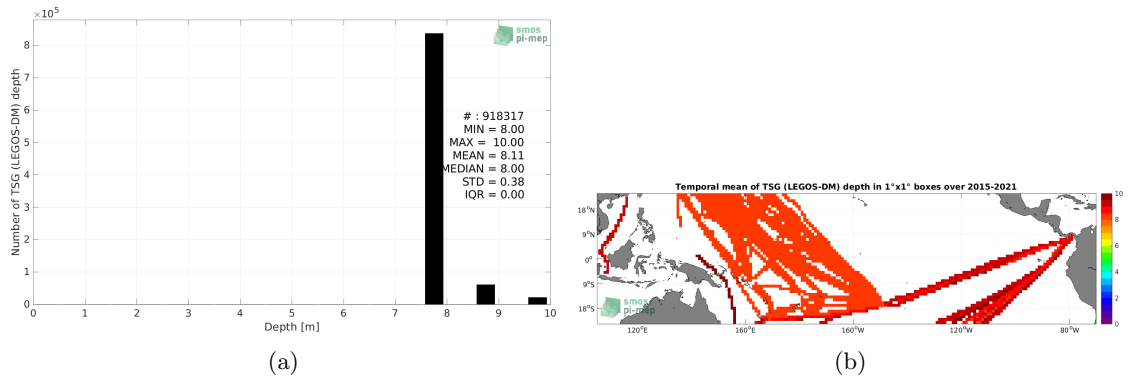 ×10⁵
8
7
6
5
4
3
2
1
0
Number of TSG (LEGOS-DM) depth
smos
pi-mep
# : 918317
MIN = 8.00
MAX = 10.00
MEAN = 8.11
MEDIAN = 8.00
STD = 0.38
IQR = 0.00
0 1 2 3 4 5 6 7 8 9 10
Depth [m]
(a)
Temporal mean of TSG (LEGOS-DM) depth in 1°x1° boxes over 2015-2021
18°N
9°N
0°
9°S
18°S
smos
pi-mep
120°E 160°E 160°W 120°W 80°W
10
8
6
4
2
0
(b)